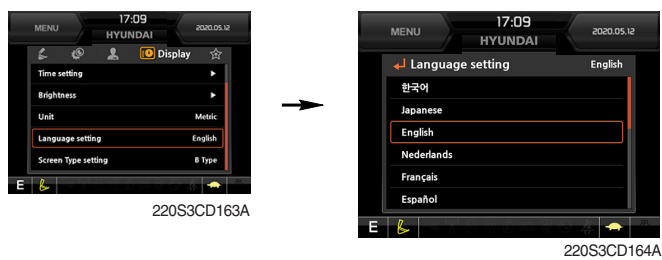 MENU
17:09
HYUNDAI
2020.05.12
Display
Time setting
Brightness
Unit Metric
Language setting English
Screen Type setting B Type
E
220S3CD163A
MENU
17:09
HYUNDAI
2020.05.12
Language setting English
한국어
Japanese
English
Nederlands
Français
Español
E
220S3CD164A